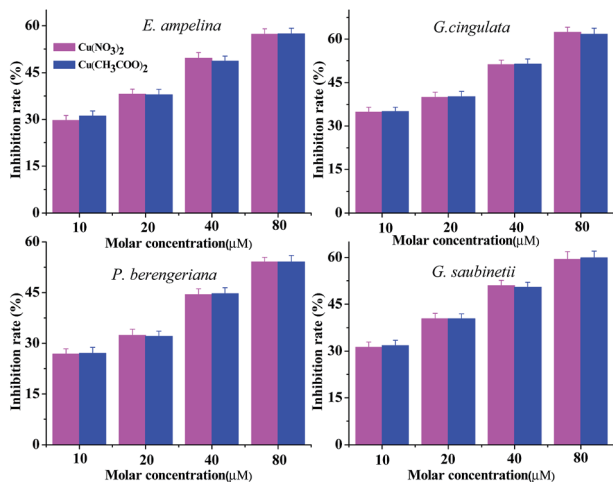 E. ampelina
Cu(NO3)2
Cu(CH3COO)2
Inhibition rate (%)
60
45
30
15
0
10 20 40 80
Molar concentration(μM)
G.cingulata
Inhibition rate (%)
60
45
30
15
0
10 20 40 80
Molar concentration(μM)
P. berengeriana
Inhibition rate (%)
60
45
30
15
0
10 20 40 80
Molar concentration(μM)
G. saubinetii
Inhibition rate (%)
60
45
30
15
0
10 20 40 80
Molar concentration(μM)